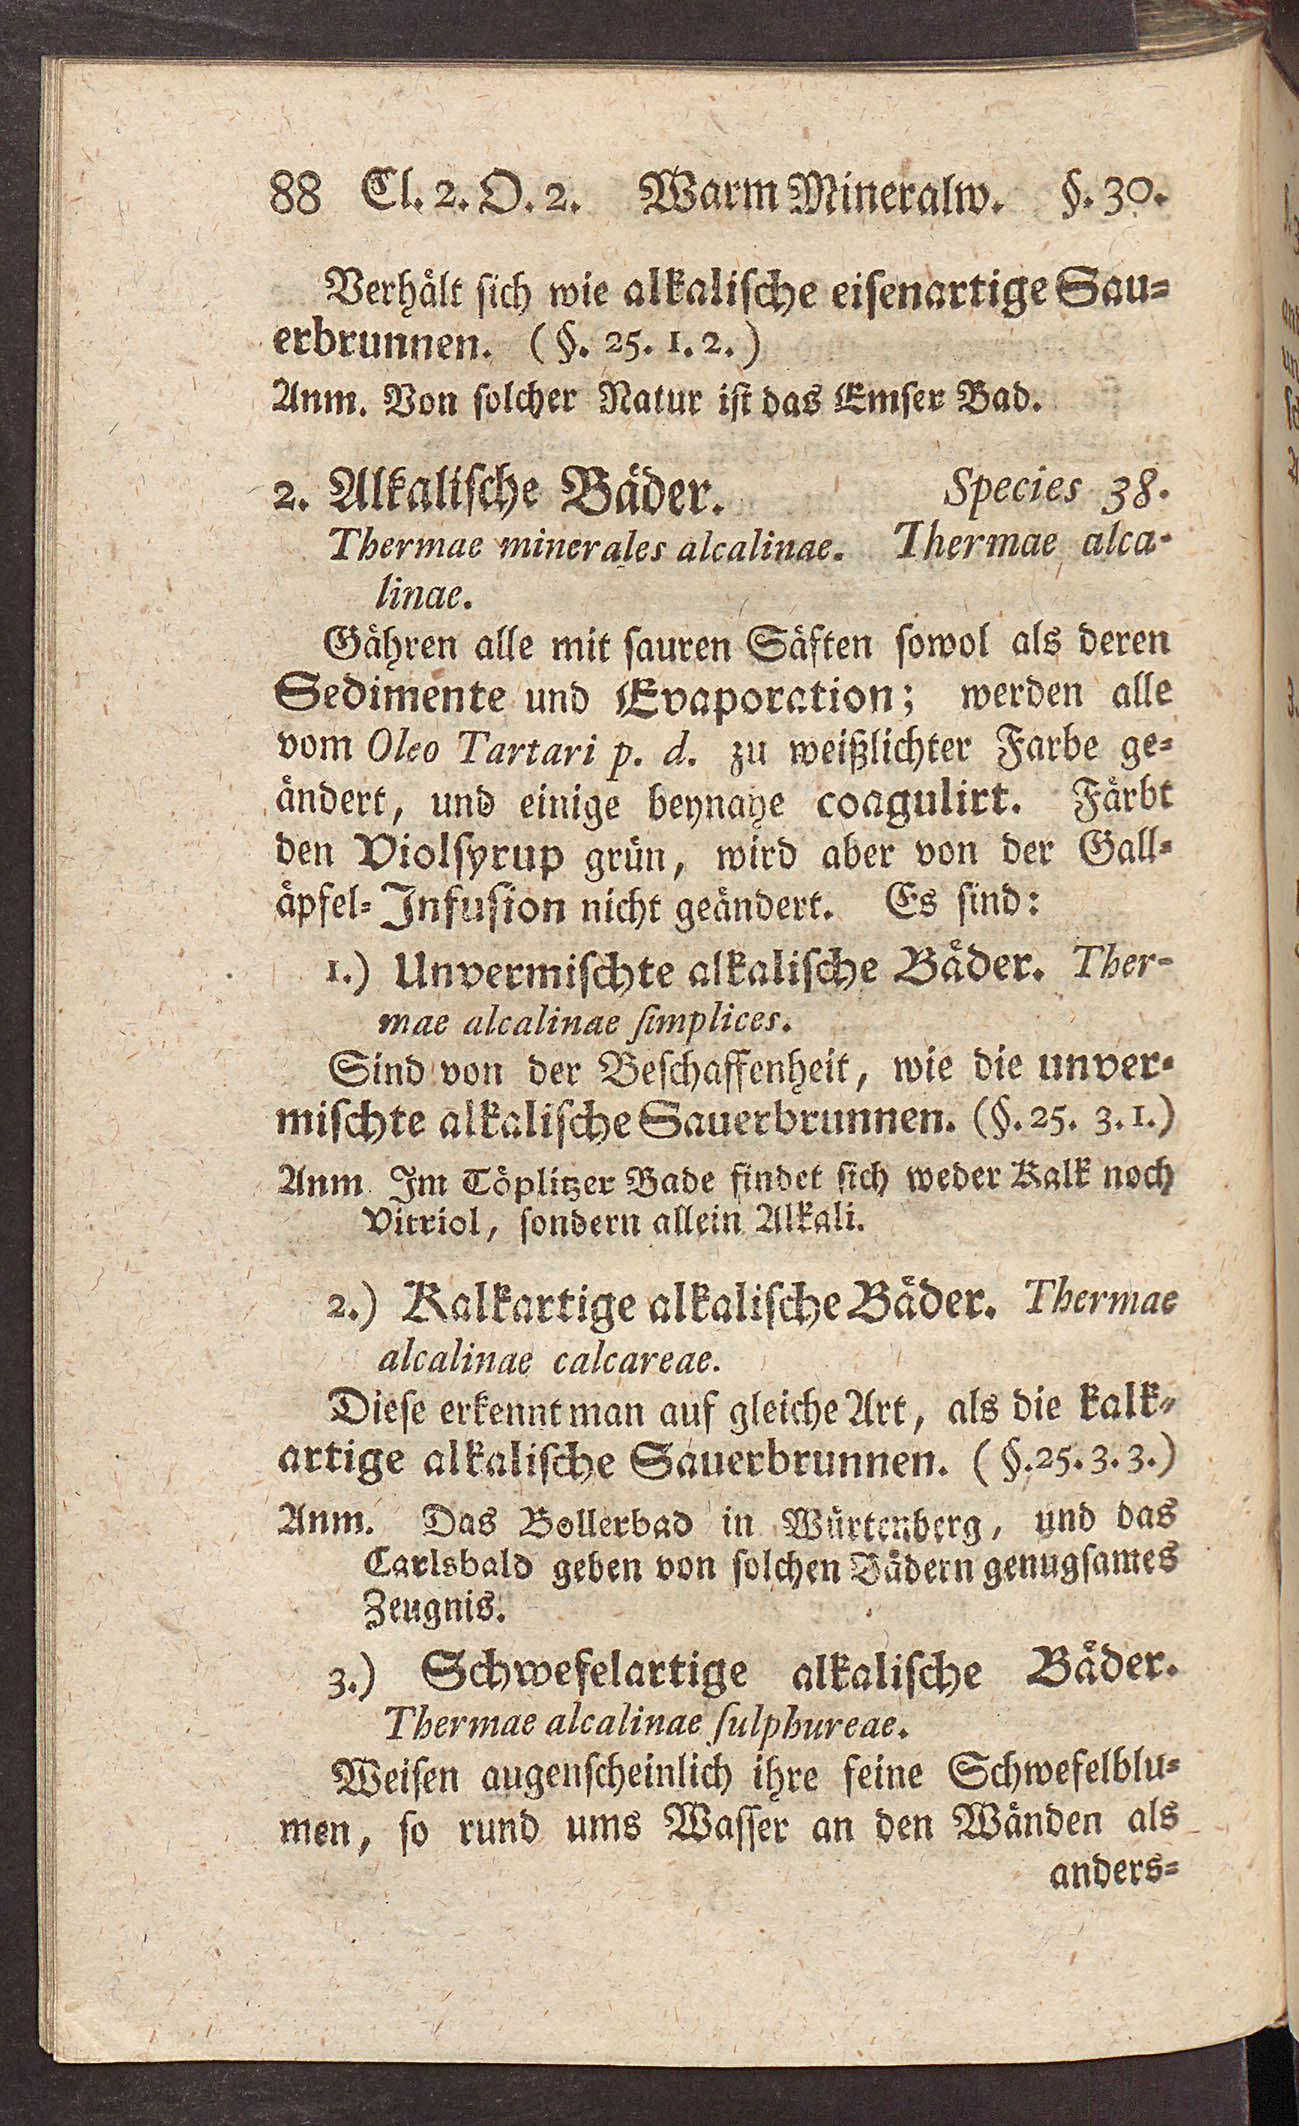 88 Cl. 2. O. 2. Warm Mineralw. §. 30.
Verhält sich wie alkalische eisenartige Sau-
erbrunnen. (§. 25. 1. 2.)
Anm. Von solcher Natur ist das Emser Bad.
2. Alkalische Bäder. Species 38.
Thermae minerales alcalinae. Thermae alca-
linae.
Gähren alle mit sauren Säften sowol als deren
Sedimente und Evaporation; werden alle
vom Oleo Tartari p. d. zu weißlichter Farbe ge-
ändert, und einige beynahe coagulirt. Färbt
den Violsyrup grün, wird aber von der Gall-
äpfel-Infusion nicht geändert. Es sind:
1.) Unvermischte alkalische Bäder. Ther-
mae alcalinae ſimplices.
Sind von der Beschaffenheit, wie die unver-
mischte alkalische Sauerbrunnen. (§. 25. 3. 1.)
Anm Im Töplitzer Bade findet sich weder Kalk noch
Vitriol, sondern allein Alkali.
2.) Kalkartige alkalische Bäder. Thermae
alcalinae calcareae.
Diese erkennt man auf gleiche Art, als die kalk-
artige alkalische Sauerbrunnen. (§. 25. 3. 3.)
Anm. Das Bollerbad in Würtenberg, und das
Carlsbald geben von solchen Bädern genugsames
Zeugnis.
3.) Schwefelartige alkalische Bäder.
Thermae alcalinae ſulphureae.
Weisen augenscheinlich ihre feine Schwefelblu-
men, so rund ums Wasser an den Wänden als
anders-